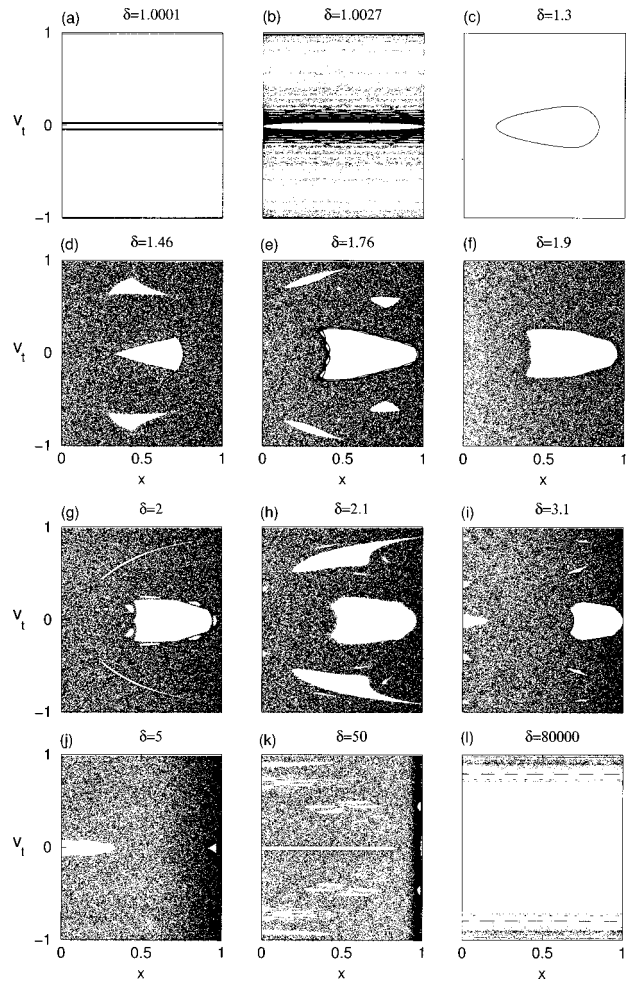 (a) δ=1.0001
(b) δ=1.0027
(c) δ=1.3
1
V_t 0
-1
(d) δ=1.46
(e) δ=1.76
(f) δ=1.9
1
V_t 0
-1
0 0.5 1
0 0.5 1
0 0.5 1
x
x
x
(g) δ=2
(h) δ=2.1
(i) δ=3.1
1
V_t 0
-1
(j) δ=5
(k) δ=50
(l) δ=80000
1
V_t 0
-1
0 0.5 1
0 0.5 1
0 0.5 1
x
x
x